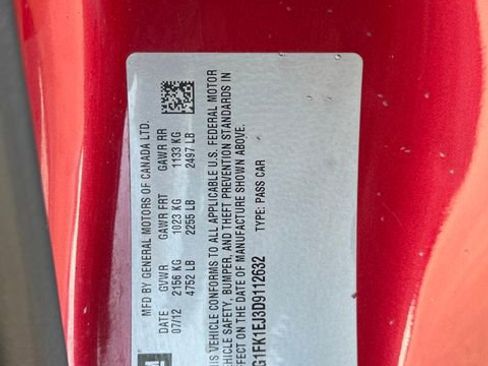 MFD BY GENERAL MOTORS OF CANADA LTD.
DATE GVWR GAWR FRT GAWR RR
07/12 2156 KG 1023 KG 1133 KG
4752 LB 2255 LB 2497 LB
THIS VEHICLE CONFORMS TO ALL APPLICABLE U.S. FEDERAL MOTOR
VEHICLE SAFETY, BUMPER, AND THEFT PREVENTION STANDARDS IN
EFFECT ON THE DATE OF MANUFACTURE SHOWN ABOVE.
G1FK1EJ3D9112632 TYPE: PASS CAR